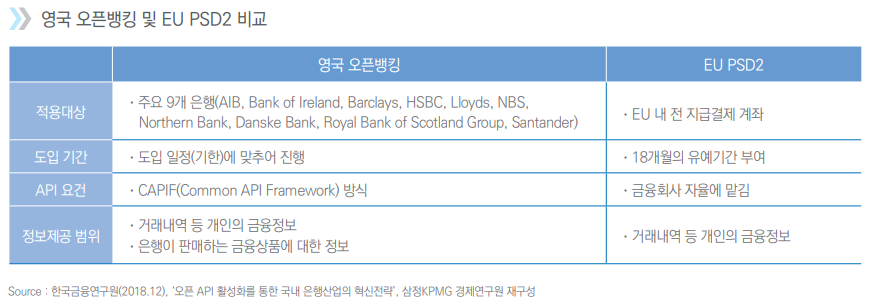 영국 오픈뱅킹 및 EU PSD2 비교
영국 오픈뱅킹
EU PSD2
적용대상
· 주요 9개 은행(AIB, Bank of Ireland, Barclays, HSBC, Lloyds, NBS,
Northern Bank, Danske Bank, Royal Bank of Scotland Group, Santander)
· EU 내 전 지급결제 계좌
도입 기간
· 도입 일정(기한)에 맞추어 진행
· 18개월의 유예기간 부여
API 요건
· CAPIF(Common API Framework) 방식
· 금융회사 자율에 맡김
정보제공 범위
· 거래내역 등 개인의 금융정보
· 은행이 판매하는 금융상품에 대한 정보
· 거래내역 등 개인의 금융정보
Source : 한국금융연구원(2018.12), ‘오픈 API 활성화를 통한 국내 은행산업의 혁신전략’, 삼정KPMG 경제연구원 재구성